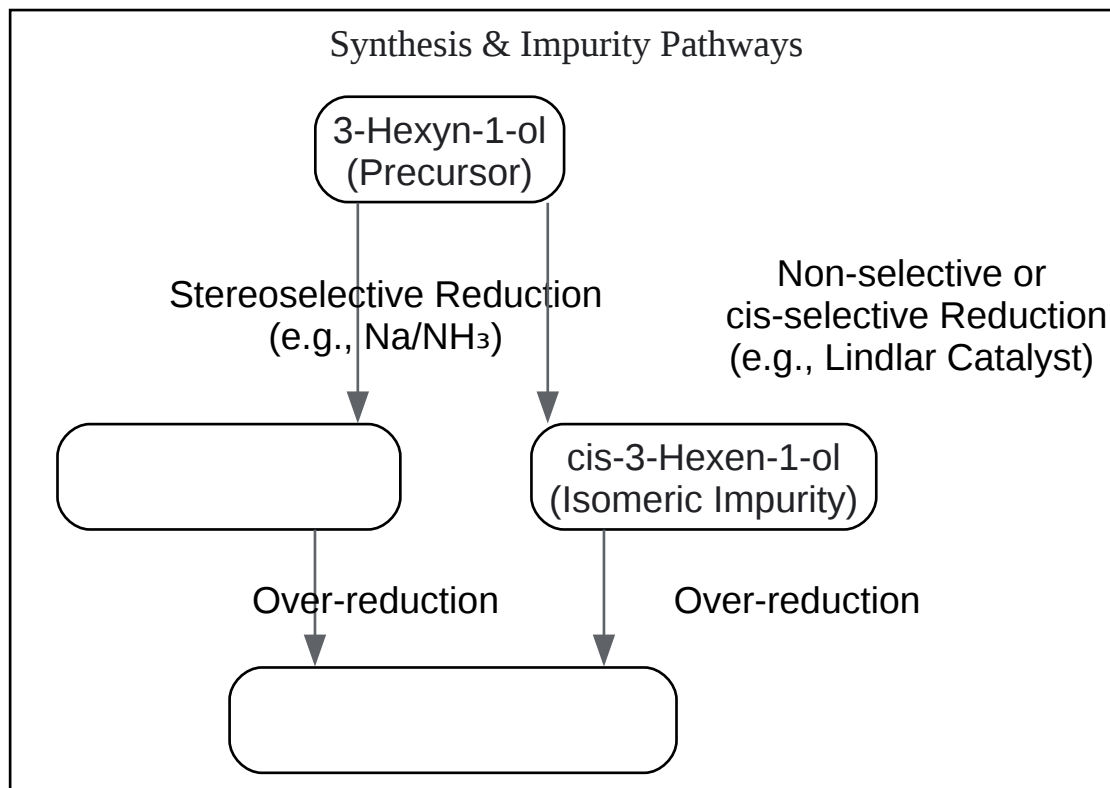 Synthesis & Impurity Pathways
3-Hexyn-1-ol
(Precursor)
Stereoselective Reduction
(e.g., Na/NH₃)
Non-selective or
cis-selective Reduction
(e.g., Lindlar Catalyst)
cis-3-Hexen-1-ol
(Isomeric Impurity)
Over-reduction
Over-reduction